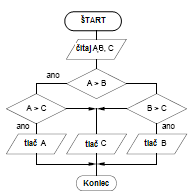 ŠTART
čítaj A,B, C
ano
A > B
ano
A > C
B > C
ano
tlač A
tlač C
tlač B
Koniec